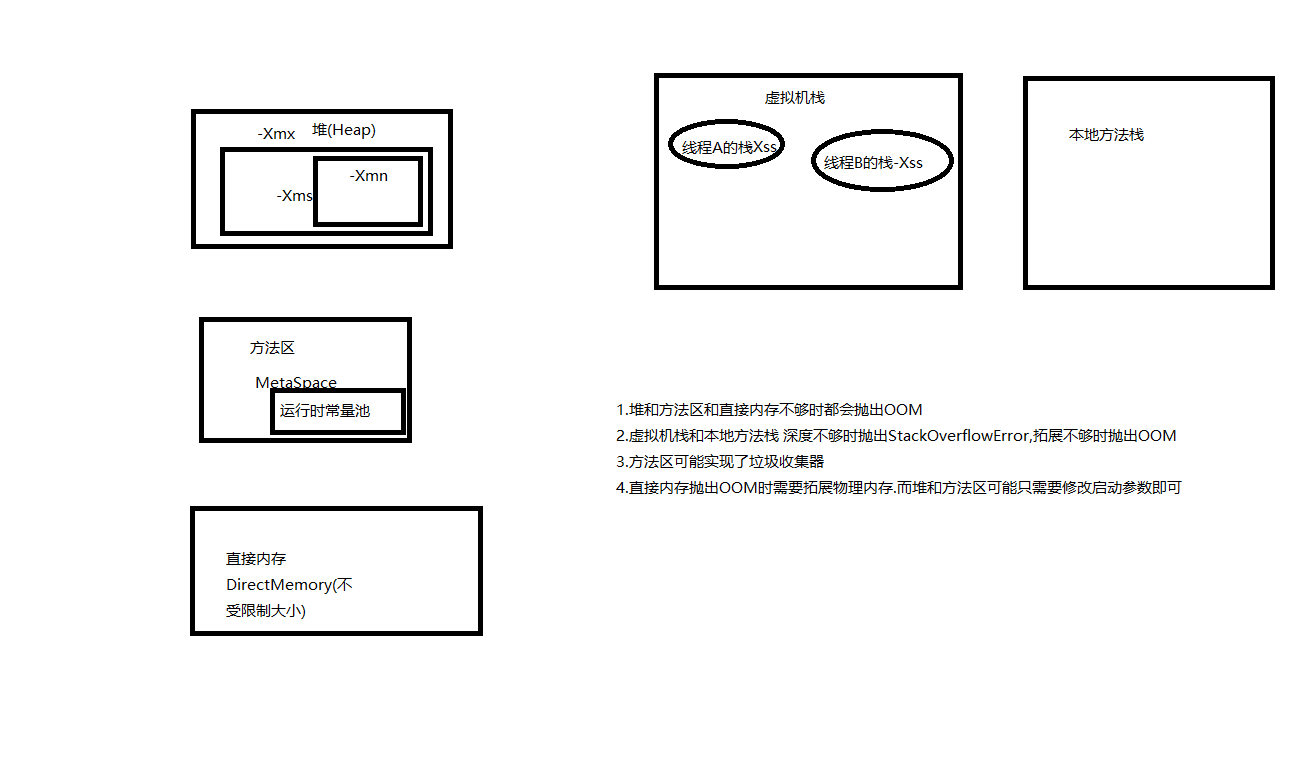 -Xmx 堆(Heap)
-Xmn
-Xms
方法区
MetaSpace
运行时常量池
直接内存
DirectMemory(不
受限制大小)
虚拟机栈
线程A的栈Xss
线程B的栈-Xss
本地方法栈
1.堆和方法区和直接内存不够时都会抛出OOM
2.虚拟机栈和本地方法栈 深度不够时抛出StackOverflowError,拓展不够时抛出OOM
3.方法区可能实现了垃圾收集器
4.直接内存抛出OOM时需要拓展物理内存.而堆和方法区可能只需要修改启动参数即可